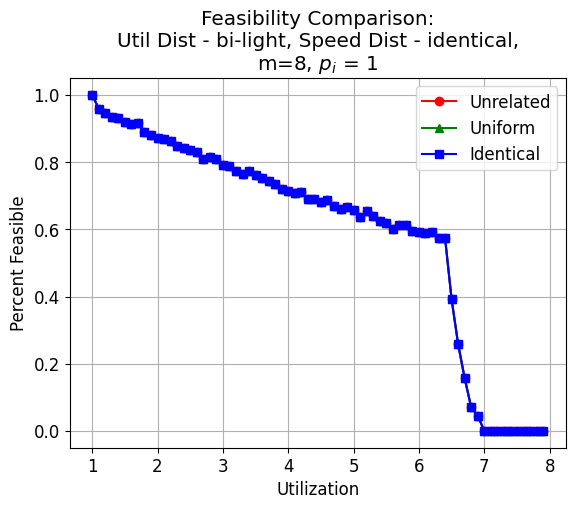 Feasibility Comparison:
Util Dist - bi-light, Speed Dist - identical,
m=8, $p_i$ = 1
Unrelated
Uniform
Identical
Percent Feasible
1.0
0.8
0.6
0.4
0.2
0.0
1 2 3 4 5 6 7 8
Utilization